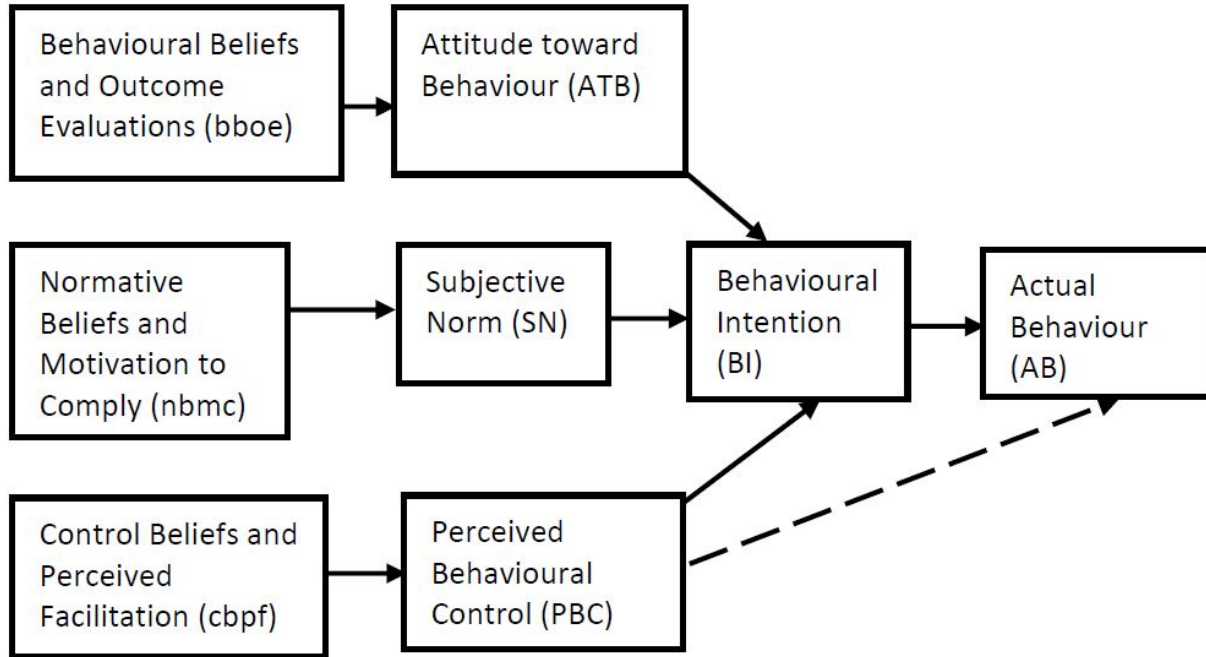 Behavioural Beliefs
and Outcome
Evaluations (bboe)
Attitude toward
Behaviour (ATB)
Normative
Beliefs and
Motivation to
Comply (nbmc)
Subjective
Norm (SN)
Behavioural
Intention
(BI)
Actual
Behaviour
(AB)
Control Beliefs and
Perceived
Facilitation (cbpf)
Perceived
Behavioural
Control (PBC)